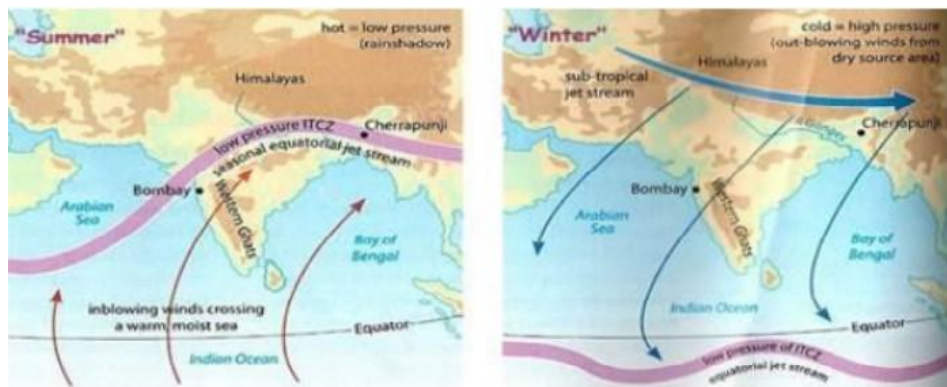 "Summer"
hot = low pressure
(rainshadow)
Himalayas
low pressure ITCZ
seasonal equatorial jet stream
Cherrapunji
Bombay
Western Ghats
Arabian
Sea
Bay of
Bengal
inblowing winds crossing
a warm, moist sea
Equator
Indian Ocean
"Winter"
cold = high pressure
(out-blowing winds from
dry source area)
Himalayas
sub-tropical
jet stream
Ganges
Cherrapunji
Bombay
Western Ghats
Arabian
Sea
Bay of
Bengal
Indian Ocean
Equator
low pressure of ITCZ
equatorial jet stream